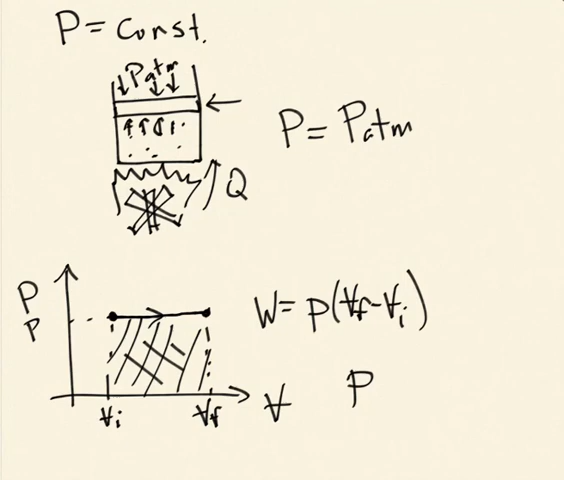 P = Const.
Patm
P = Patm
Q
P
P
W = P(V̶f - V̶i)
V̶i
V̶f
V̶
P